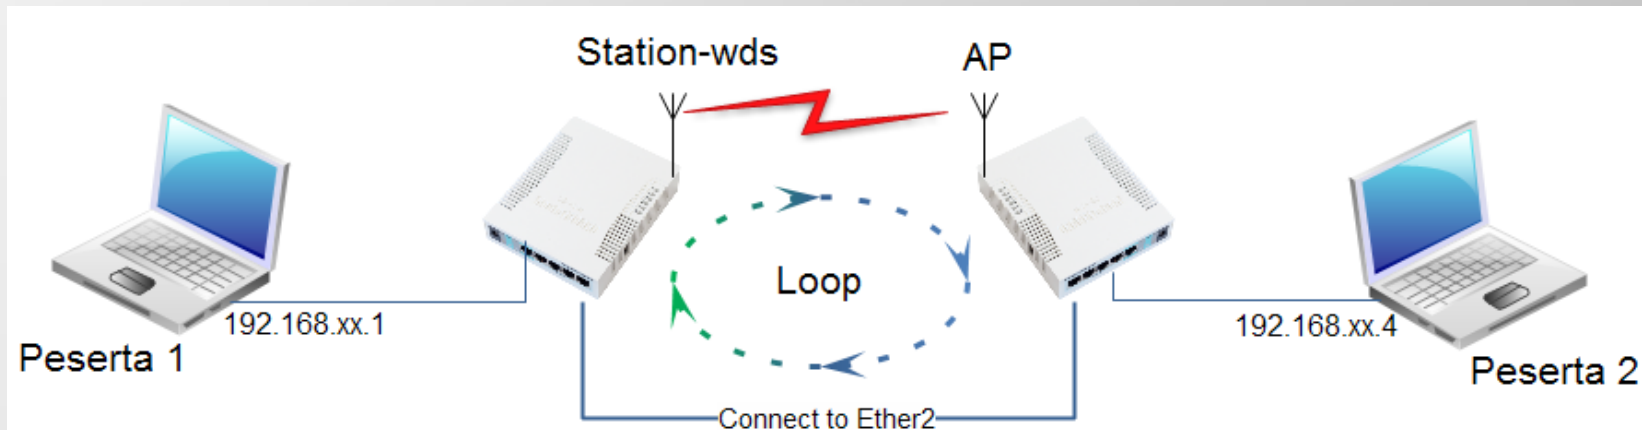 Station-wds
AP
Loop
192.168.xx.1
192.168.xx.4
Peserta 1
Peserta 2
Connect to Ether2